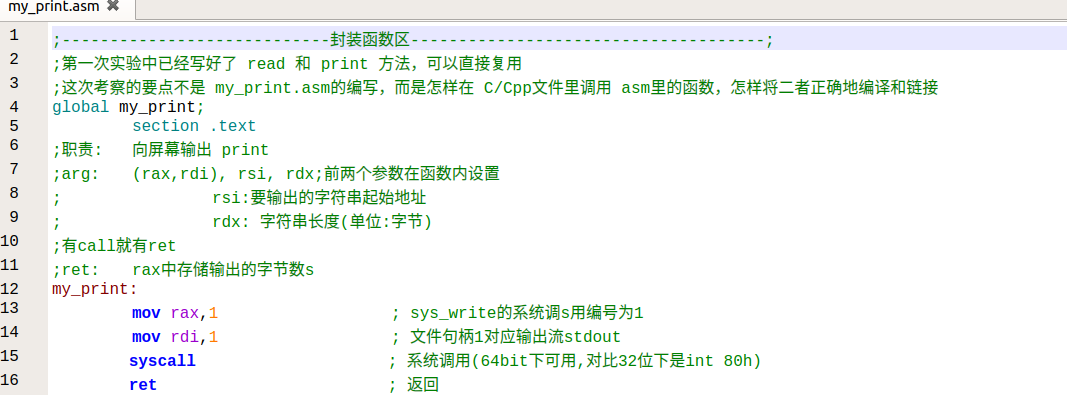 my_print.asm ✖
1 ;----------------------------封装函数区-------------------------------------;
2 ;第一次实验中已经写好了 read 和 print 方法，可以直接复用
3 ;这次考察的要点不是 my_print.asm的编写，而是怎样在 C/Cpp文件里调用 asm里的函数，怎样将二者正确地编译和链接
4 global my_print;
5 section .text
6 ;职责: 向屏幕输出 print
7 ;arg: (rax,rdi), rsi, rdx;前两个参数在函数内设置
8 ; rsi:要输出的字符串起始地址
9 ; rdx: 字符串长度(单位:字节)
10 ;有call就有ret
11 ;ret: rax中存储输出的字节数s
12 my_print:
13 mov rax,1 ; sys_write的系统调s用编号为1
14 mov rdi,1 ; 文件句柄1对应输出流stdout
15 syscall ; 系统调用(64bit下可用,对比32位下是int 80h)
16 ret ; 返回